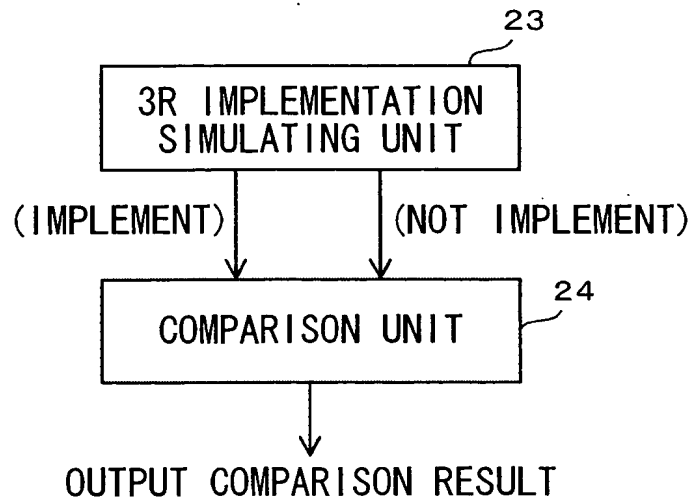 23
3R IMPLEMENTATION
SIMULATING UNIT
(IMPLEMENT) (NOT IMPLEMENT)
24
COMPARISON UNIT
OUTPUT COMPARISON RESULT